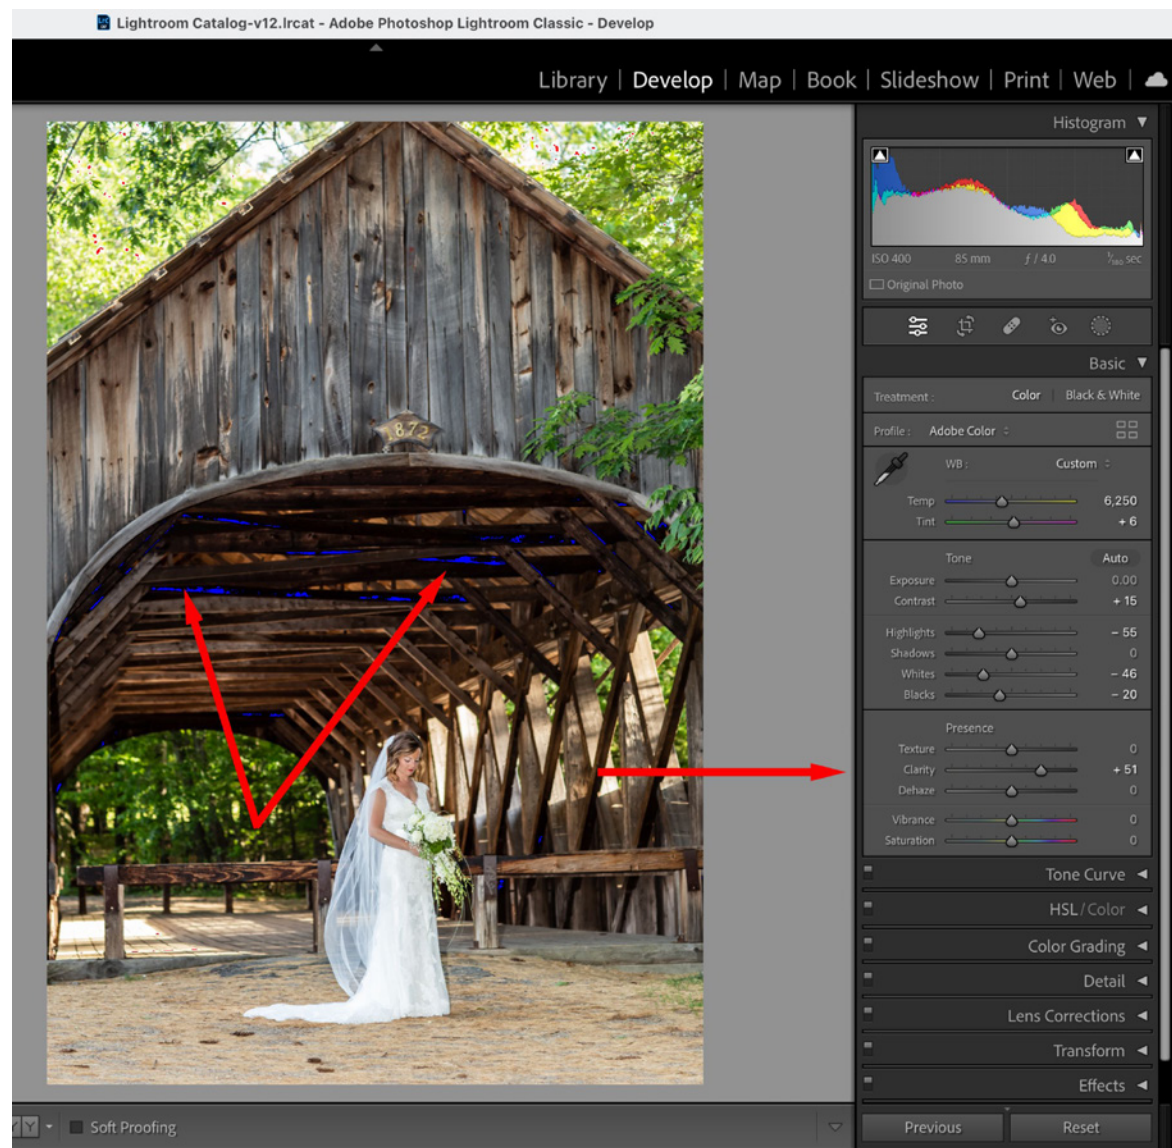 Lightroom Catalog-v12.lrcat - Adobe Photoshop Lightroom Classic - Develop
Library | Develop | Map | Book | Slideshow | Print | Web |
Histogram
ISO 400 85 mm ƒ / 4.0 1/180 sec
Original Photo
Basic
Treatment : Color | Black & White
Profile : Adobe Color
WB : Custom
Temp 6,250
Tint + 6
Tone Auto
Exposure 0.00
Contrast + 15
Highlights – 55
Shadows 0
Whites – 46
Blacks – 20
Presence
Texture 0
Clarity + 51
Dehaze 0
Vibrance 0
Saturation 0
Tone Curve
HSL / Color
Color Grading
Detail
Lens Corrections
Transform
Effects
1872
Y Y Soft Proofing
Previous Reset